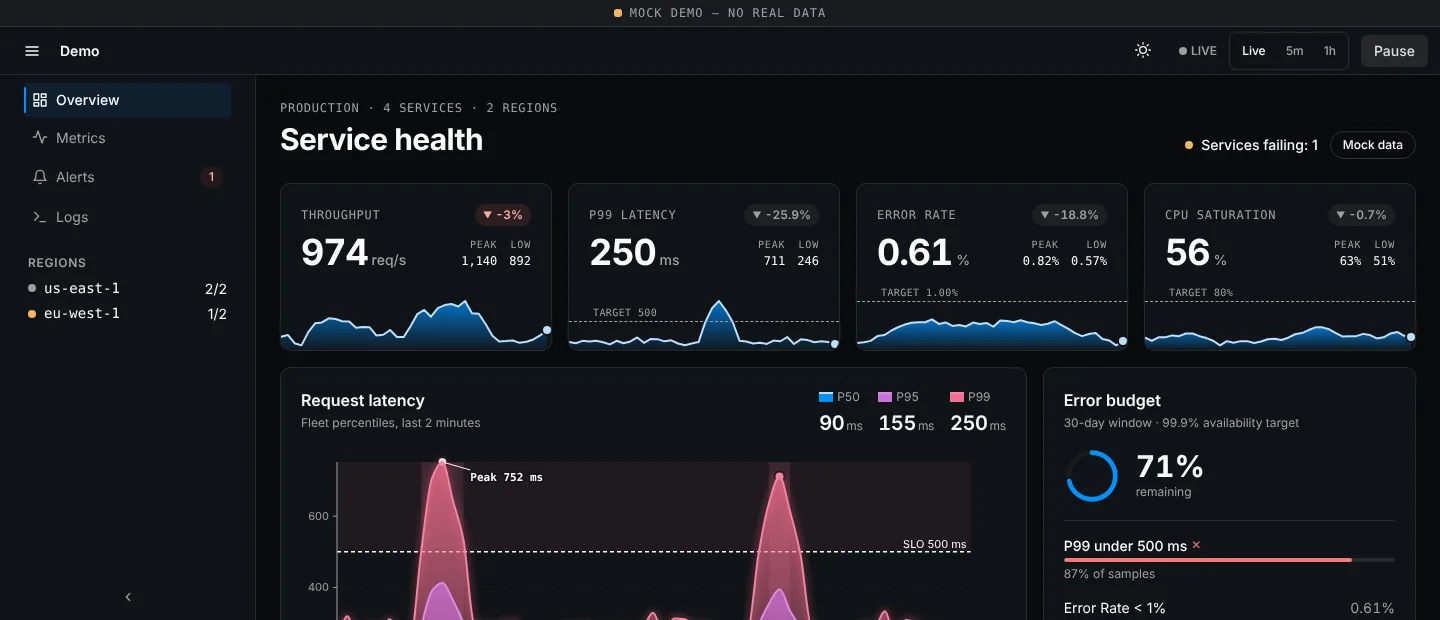 MOCK DEMO — NO REAL DATA
Demo
LIVE
Live 5m 1h
Pause
Overview
Metrics
Alerts 1
Logs
REGIONS
us-east-1 2/2
eu-west-1 1/2
PRODUCTION · 4 SERVICES · 2 REGIONS
Service health
Services failing: 1
Mock data
THROUGHPUT ▼ -3%
974 req/s
PEAK LOW
1,140 892
P99 LATENCY ▼ -25.9%
250 ms
PEAK LOW
711 246
TARGET 500
ERROR RATE ▼ -18.8%
0.61 %
PEAK LOW
0.82% 0.57%
TARGET 1.00%
CPU SATURATION ▼ -0.7%
56 %
PEAK LOW
63% 51%
TARGET 80%
Request latency
Fleet percentiles, last 2 minutes
P50 P95 P99
90 ms 155 ms 250 ms
Peak 752 ms
600
SLO 500 ms
400
Error budget
30-day window · 99.9% availability target
71%
remaining
P99 under 500 ms ×
87% of samples
Error Rate < 1% 0.61%